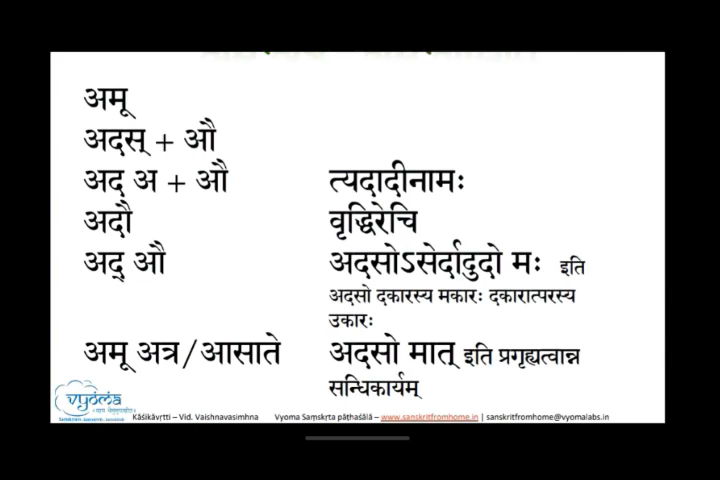 अमू
अदस् + औ
अद अ + औ त्यदादीनामः
अदौ वृद्धिरेचि
अद् औ अदसोऽसेर्दादुदो मः इति
अदसो दकारस्य मकारः दकारात्परस्य
उकारः
अमू अत्र/आसाते अदसो मात् इति प्रगृह्यत्वान्न
सन्धिकार्यम्
vyoma
Kāśikāvṛtti – Vid. Vaishnavasimhna Vyoma Saṃskṛta pāṭhaśālā – www.sanskritfromhome.in | sanskritfromhome@vyomalabs.in